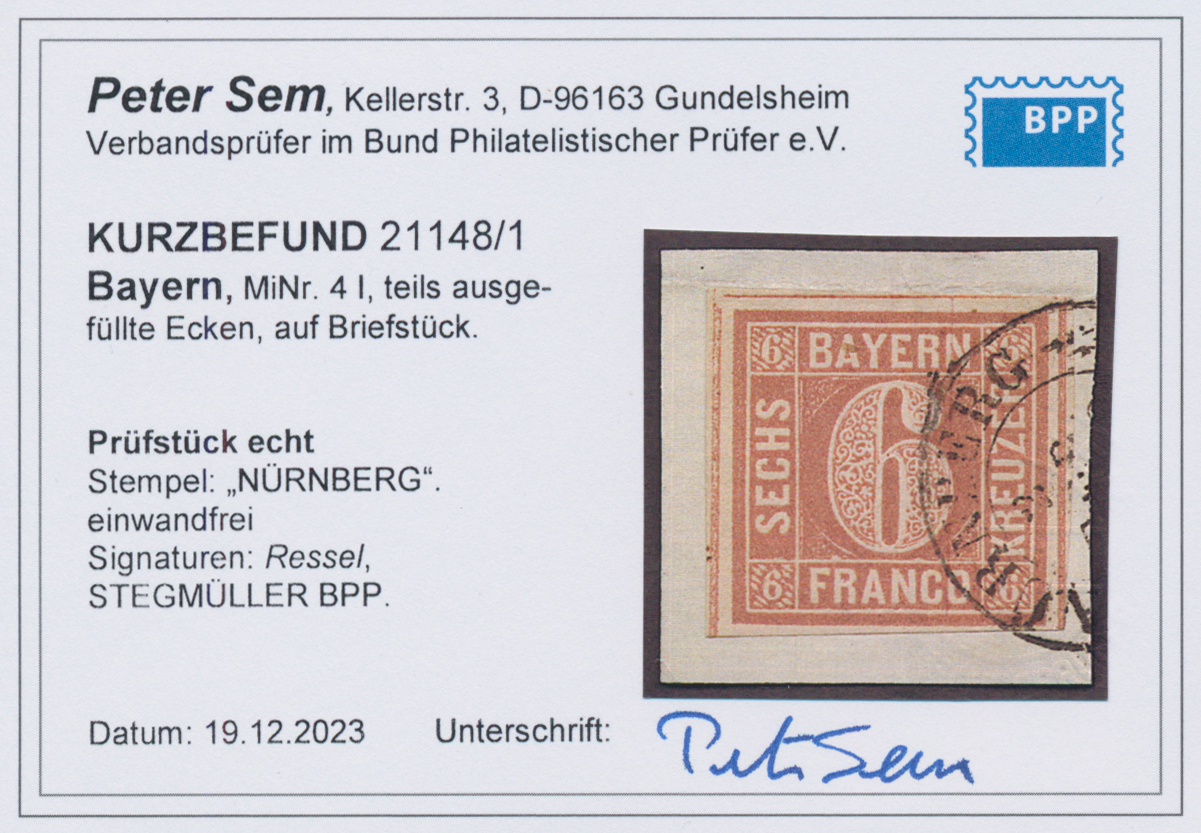 Peter Sem, Kellerstr. 3, D-96163 Gundelsheim
Verbandsprüfer im Bund Philatelistischer Prüfer e.V.
BPP
KURZBEFUND 21148/1
Bayern, MiNr. 4 I, teils ausge-
füllte Ecken, auf Briefstück.
Prüfstück echt
Stempel: „NÜRNBERG“.
einwandfrei
Signaturen: Ressel,
STEGMÜLLER BPP.
6 BAYERN 6
SECHS
6
KREUZER
6 FRANCO 6
NÜRNBERG
Datum: 19.12.2023 Unterschrift:
Peter Sem